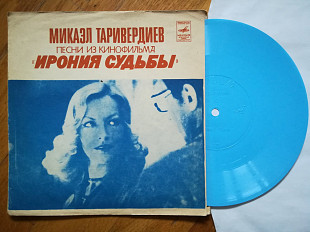 МИКАЭЛ ТАРИВЕРДИЕВ
ПЕСНИ ИЗ КИНОФИЛЬМА
«ИРОНИЯ СУДЬБЫ»